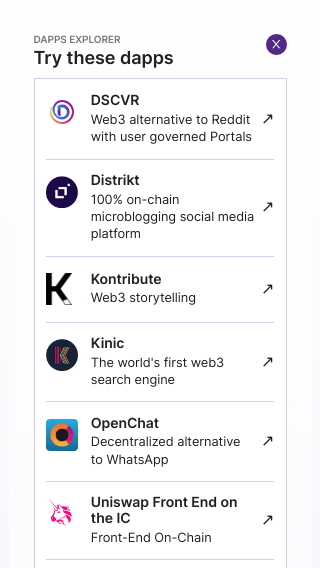 DAPPS EXPLORER
X
Try these dapps
DSCVR
Web3 alternative to Reddit
with user governed Portals
Distrikt
100% on-chain
microblogging social media
platform
Kontribute
Web3 storytelling
Kinic
The world's first web3
search engine
OpenChat
Decentralized alternative
to WhatsApp
Uniswap Front End on
the IC
Front-End On-Chain